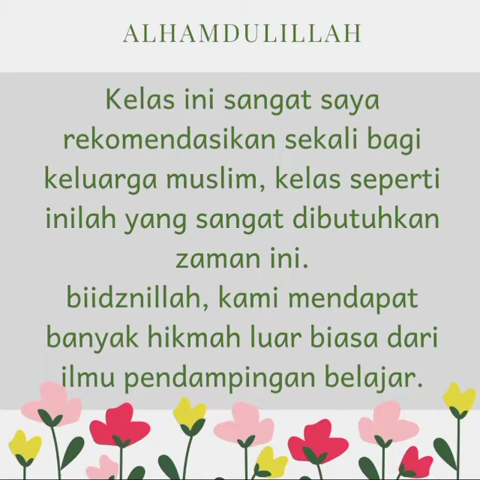 ALHAMDULILLAH
Kelas ini sangat saya
rekomendasikan sekali bagi
keluarga muslim, kelas seperti
inilah yang sangat dibutuhkan
zaman ini.
biidznillah, kami mendapat
banyak hikmah luar biasa dari
ilmu pendampingan belajar.